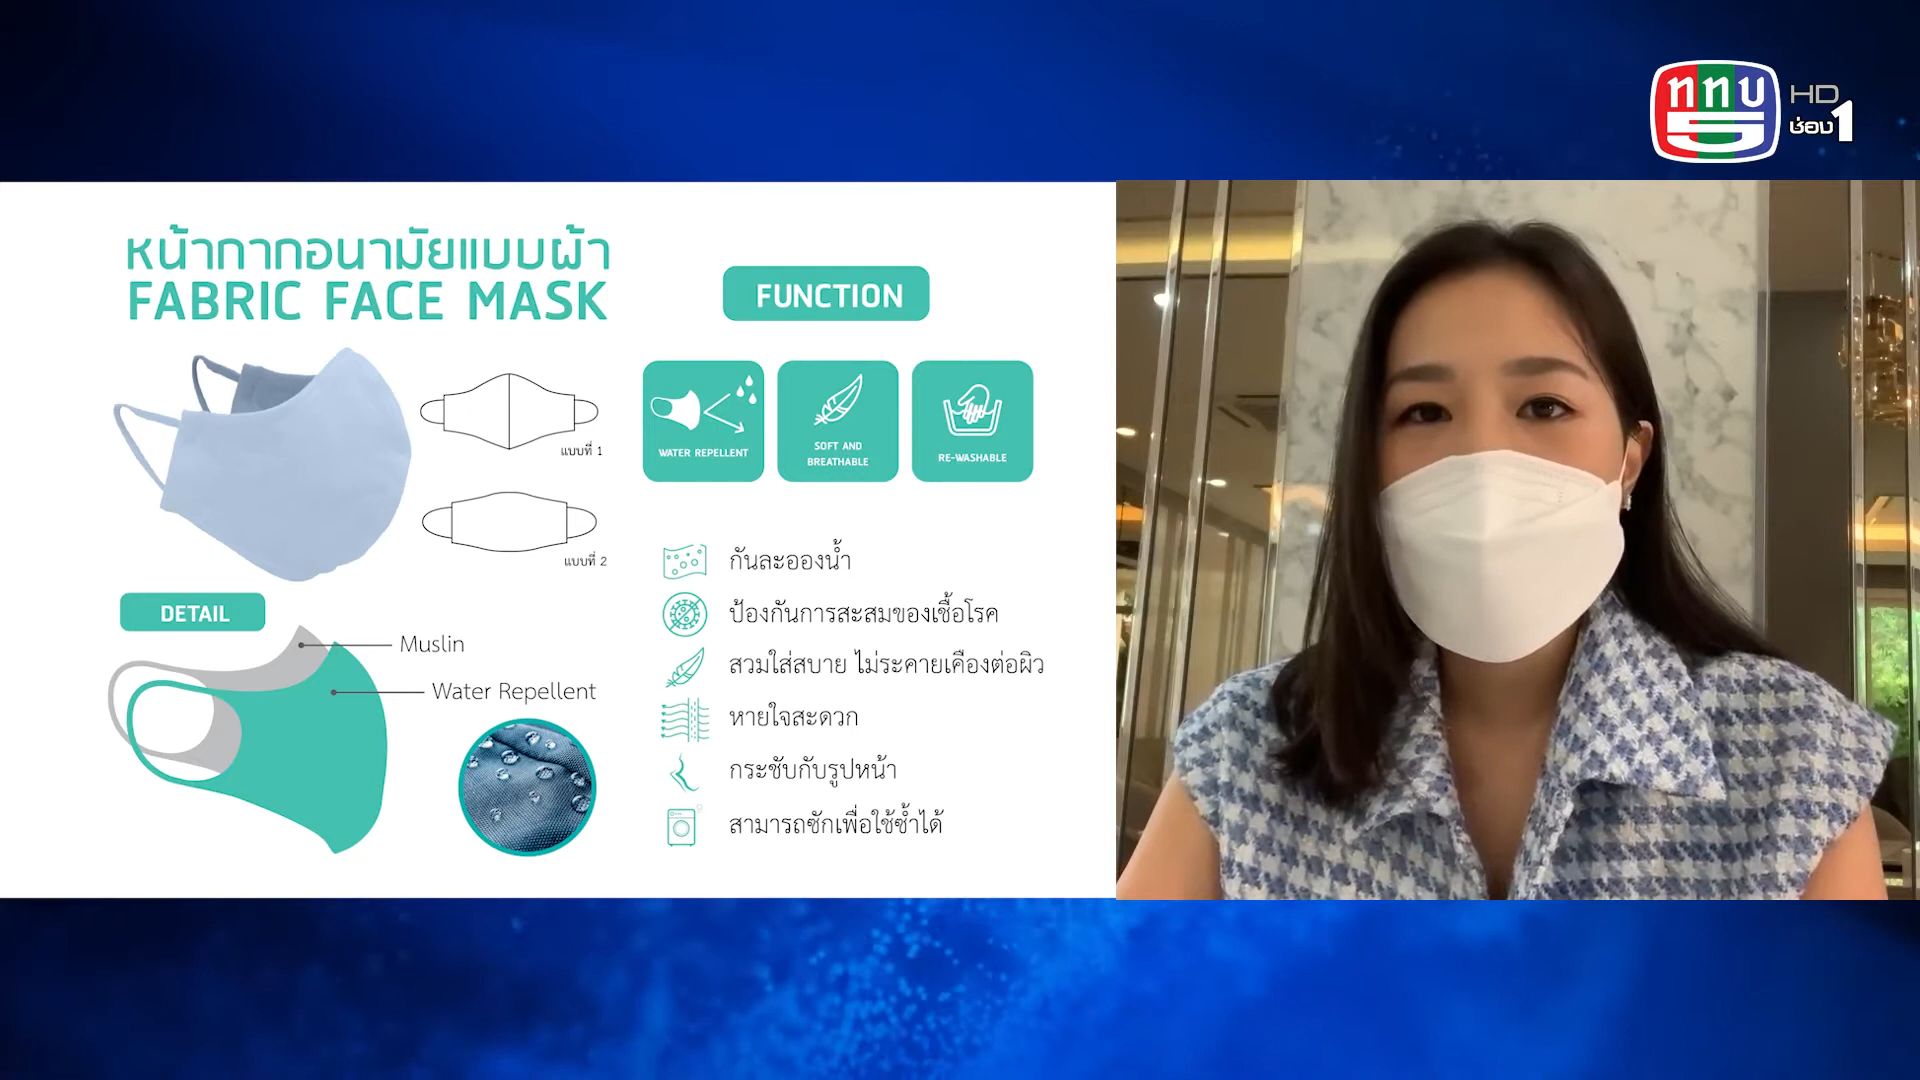 ททบ
5
HD
ช่อง1
หน้ากากอนามัยแบบผ้า
FABRIC FACE MASK
แบบที่ 1
แบบที่ 2
DETAIL
Muslin
Water Repellent
FUNCTION
WATER REPELLENT
SOFT AND
BREATHABLE
RE-WASHABLE
กันละอองน้ำ
ป้องกันการสะสมของเชื้อโรค
สวมใส่สบาย ไม่ระคายเคืองต่อผิว
หายใจสะดวก
กระชับกับรูปหน้า
สามารถซักเพื่อใช้ซ้ำได้